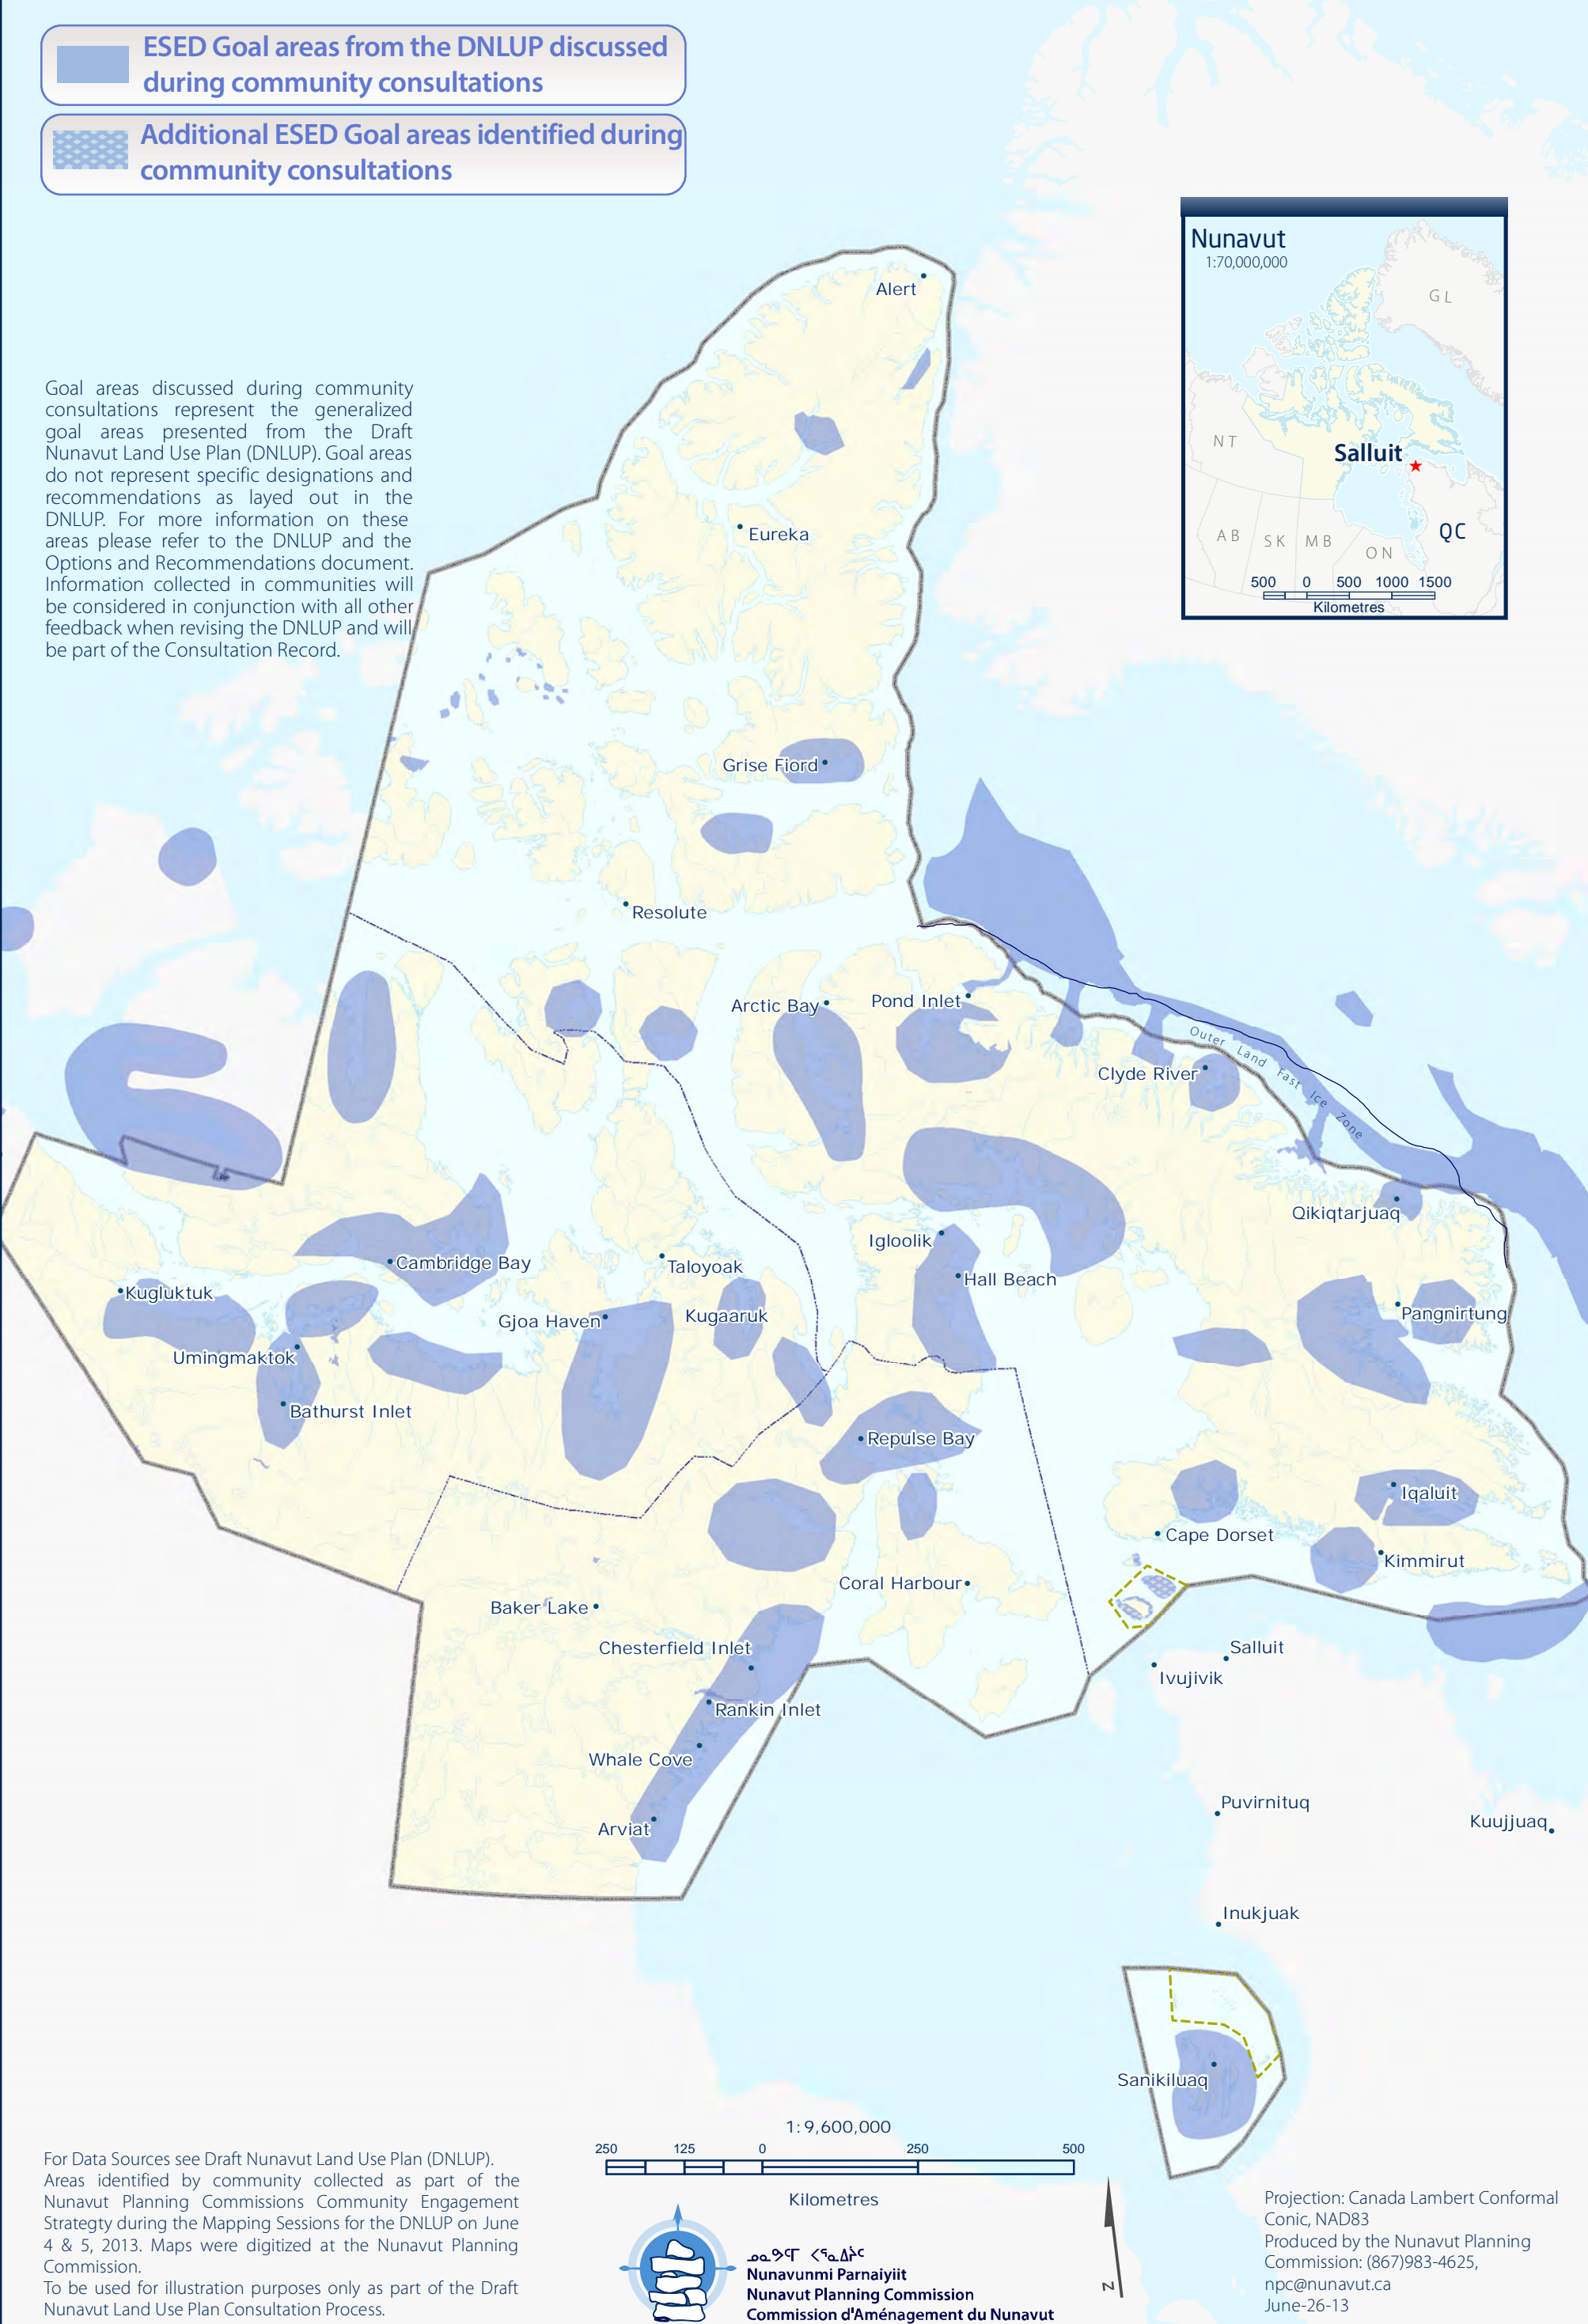 ESED Goal areas from the DNLUP discussed
during community consultations
Additional ESED Goal areas identified during
community consultations
Nunavut
1:70,000,000
GL
NT
Salluit
QC
AB
SK
MB
ON
500 0 500 1000 1500
Kilometres
Goal areas discussed during community
consultations represent the generalized
goal areas presented from the Draft
Nunavut Land Use Plan (DNLUP). Goal areas
do not represent specific designations and
recommendations as layed out in the
DNLUP. For more information on these
areas please refer to the DNLUP and the
Options and Recommendations document.
Information collected in communities will
be considered in conjunction with all other
feedback when revising the DNLUP and will
be part of the Consultation Record.
Alert
Eureka
Grise Fiord
Resolute
Arctic Bay
Pond Inlet
Outer Land Fast Ice Zone
Clyde River
Qikiqtarjuaq
Igloolik
Hall Beach
Cambridge Bay
Taloyoak
Kugluktuk
Gjoa Haven
Kugaaruk
Pangnirtung
Umingmaktok
Bathurst Inlet
Repulse Bay
Iqaluit
Cape Dorset
Kimmirut
Coral Harbour
Baker Lake
Chesterfield Inlet
Salluit
Ivujivik
Rankin Inlet
Whale Cove
Arviat
Puvirnituq
Kuujjuaq
Inukjuak
Sanikiluaq
1:9,600,000
250 125 0 250 500
Kilometres
For Data Sources see Draft Nunavut Land Use Plan (DNLUP).
Areas identified by community collected as part of the
Nunavut Planning Commissions Community Engagement
Strategty during the Mapping Sessions for the DNLUP on June
4 & 5, 2013. Maps were digitized at the Nunavut Planning
Commission.
To be used for illustration purposes only as part of the Draft
Nunavut Land Use Plan Consultation Process.
ᓄᓇᕗᒻᒥ ᐸᕐᓇᐃᔩᑦ
Nunavunmi Parnaiyiit
Nunavut Planning Commission
Commission d'Aménagement du Nunavut
N
Projection: Canada Lambert Conformal
Conic, NAD83
Produced by the Nunavut Planning
Commission: (867)983-4625,
npc@nunavut.ca
June-26-13